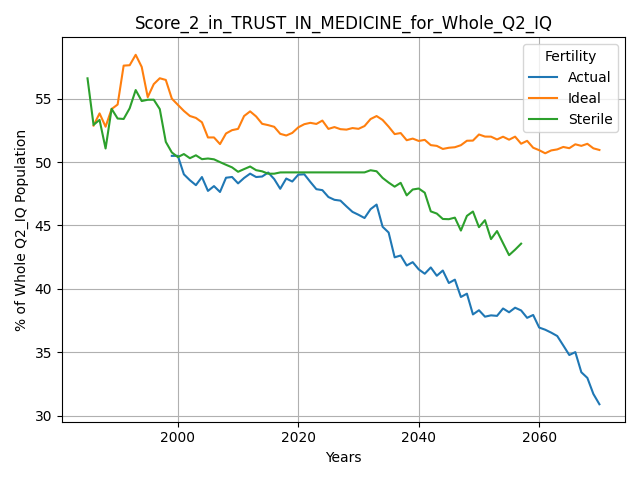 Score_2_in_TRUST_IN_MEDICINE_for_Whole_Q2_IQ
% of Whole Q2_IQ Population
55
50
45
40
35
30
2000
2020
2040
2060
Years
Fertility
Actual
Ideal
Sterile